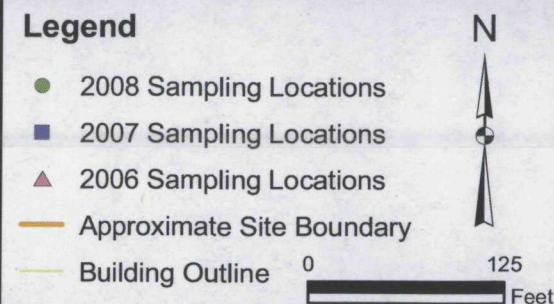 Legend
N
2008 Sampling Locations
2007 Sampling Locations
2006 Sampling Locations
Approximate Site Boundary
Building Outline
0 125
Feet